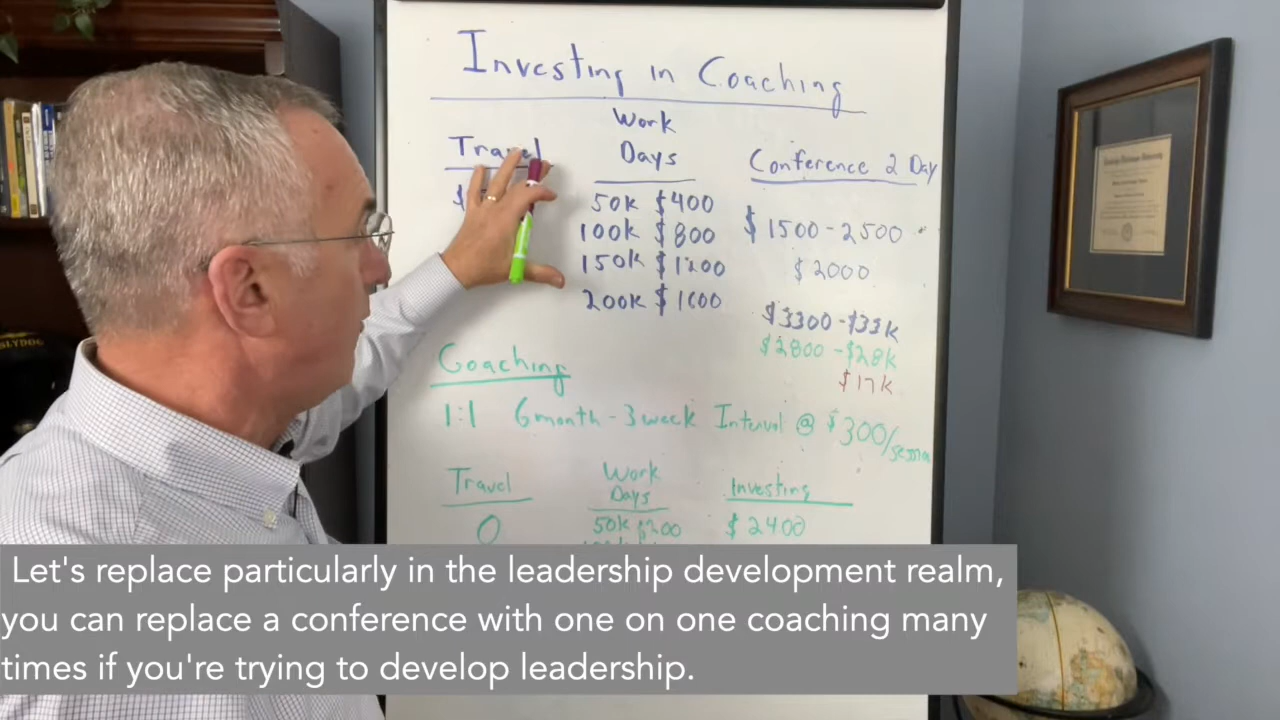 Investing in Coaching
Travel
$
Work
Days
50k $400
100k $800
150k $1200
200k $1600
Conference 2 Day
$1500-2500
$2000
$3300-$33k
$2800-$28k
$17k
Coaching
1:1 6month-3week Interval @ $300/session
Travel
0
Work
Days
50k $200
Investing
$2400
SLYDOG
Let's replace particularly in the leadership development realm,
you can replace a conference with one on one coaching many
times if you're trying to develop leadership.